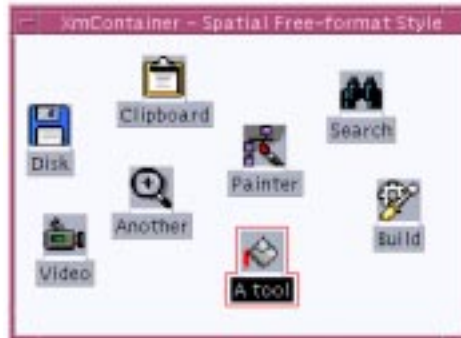 XmContainer – Spatial Free-format Style
Clipboard
Search
Disk
Painter
Another
Build
Video
A tool